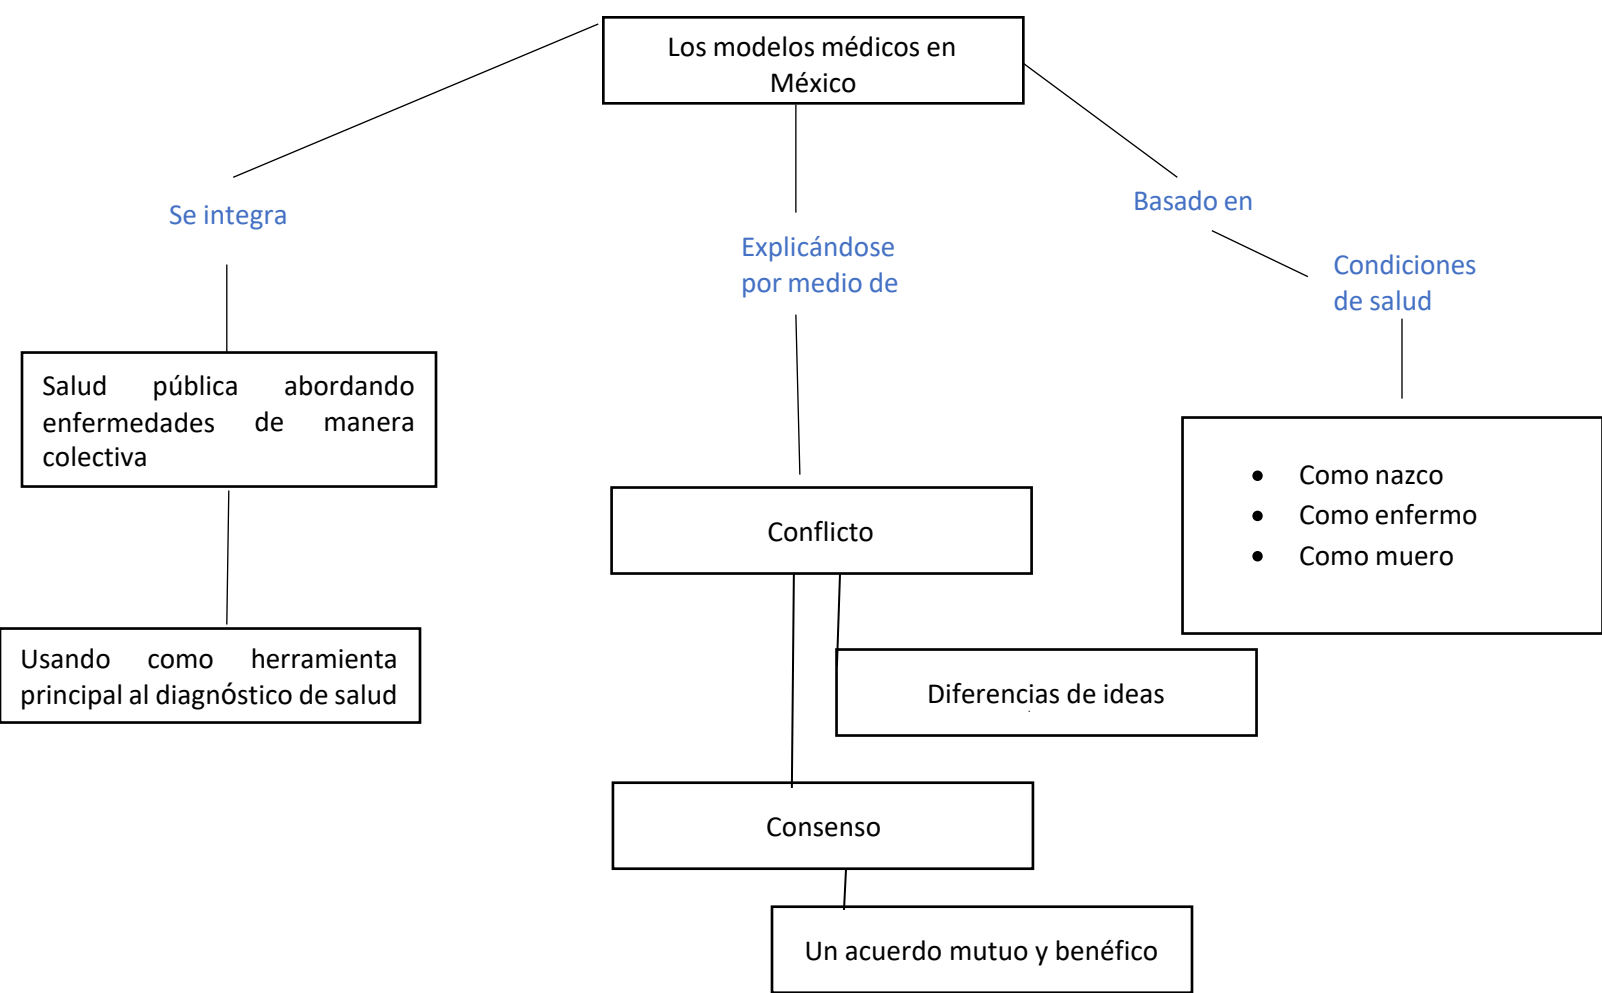 Los modelos médicos en
México
Se integra
Salud pública abordando
enfermedades de manera
colectiva
Usando como herramienta
principal al diagnóstico de salud
Explicándose
por medio de
Conflicto
Diferencias de ideas
Consenso
Un acuerdo mutuo y benéfico
Basado en
Condiciones
de salud
• Como nazco
• Como enfermo
• Como muero